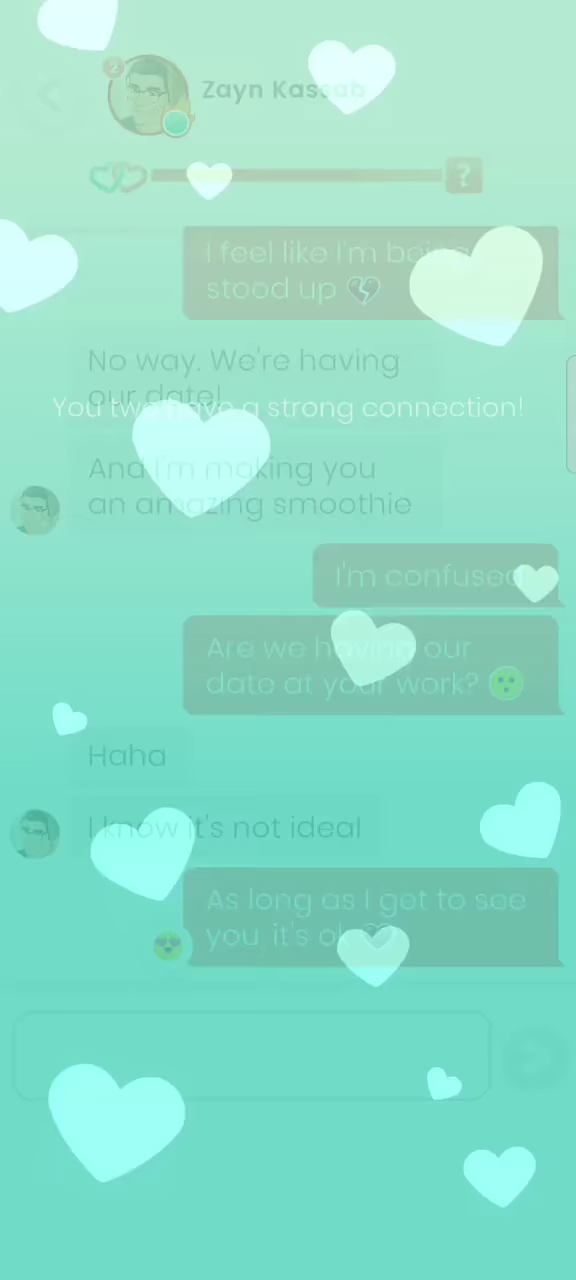 2
Zayn Kassab
?
I feel like I'm being
stood up 💔
No way. We're having
our date!
You two have a strong connection!
And I'm making you
an amazing smoothie
I'm confused
Are we having our
date at your work? 😯
Haha
I know it's not ideal
As long as I get to see
you, it's ok